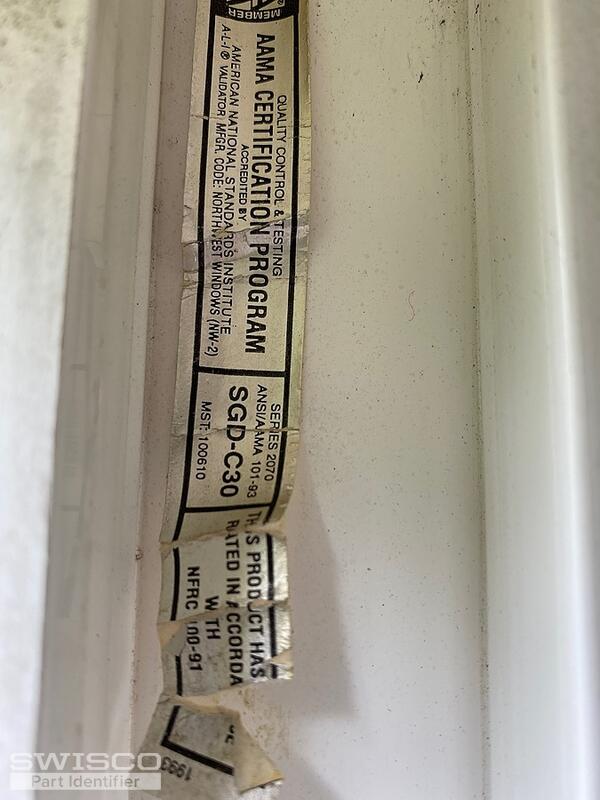 MEMBER
QUALITY CONTROL & TESTING
AAMA CERTIFICATION PROGRAM
ACCREDITED BY
AMERICAN NATIONAL STANDARDS INSTITUTE
A-L-I® VALIDATOR MFGR. CODE: NORTHWEST WINDOWS (NW-2)
SERIES 2070
ANSI/AAMA 101-93
SGD-C30
MST: 100610
THIS PRODUCT HAS
RATED IN ACCORDA
WITH
NFRC 100-91
1993
SWISCO
Part Identifier